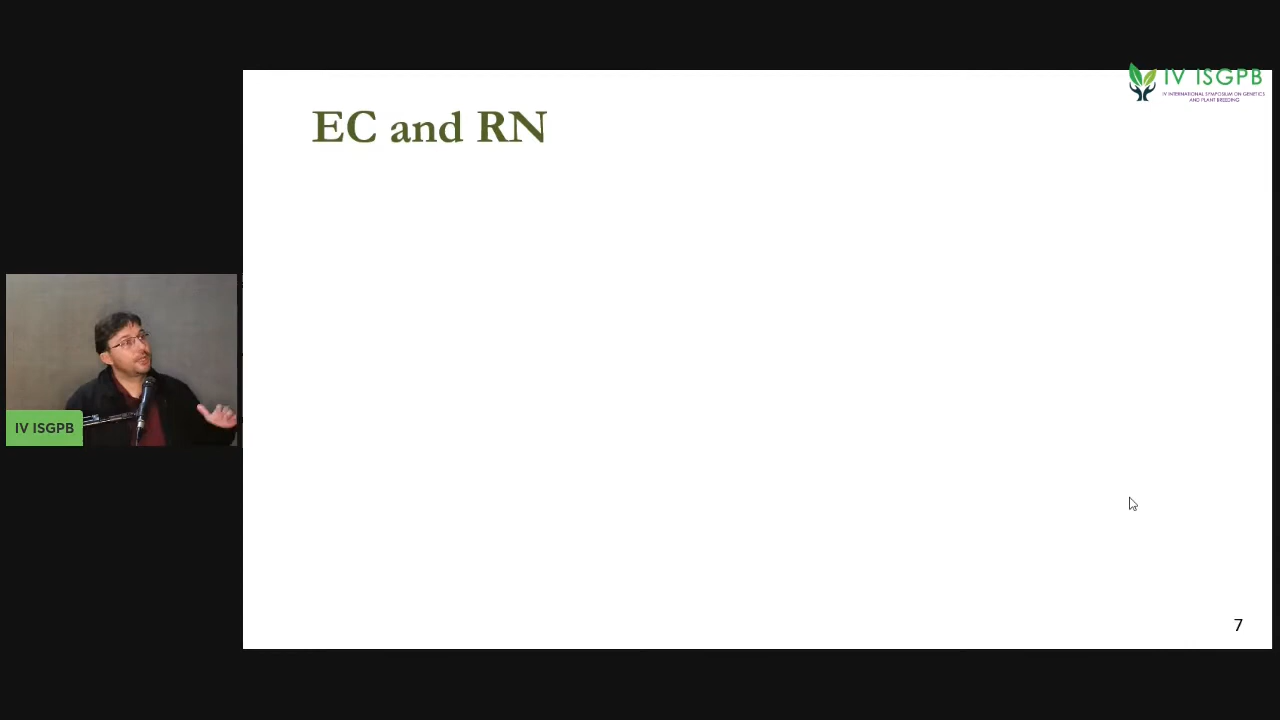 IV ISGPB
IV INTERNATIONAL SYMPOSIUM ON GENETICS
AND PLANT BREEDING
EC and RN
IV ISGPB
7